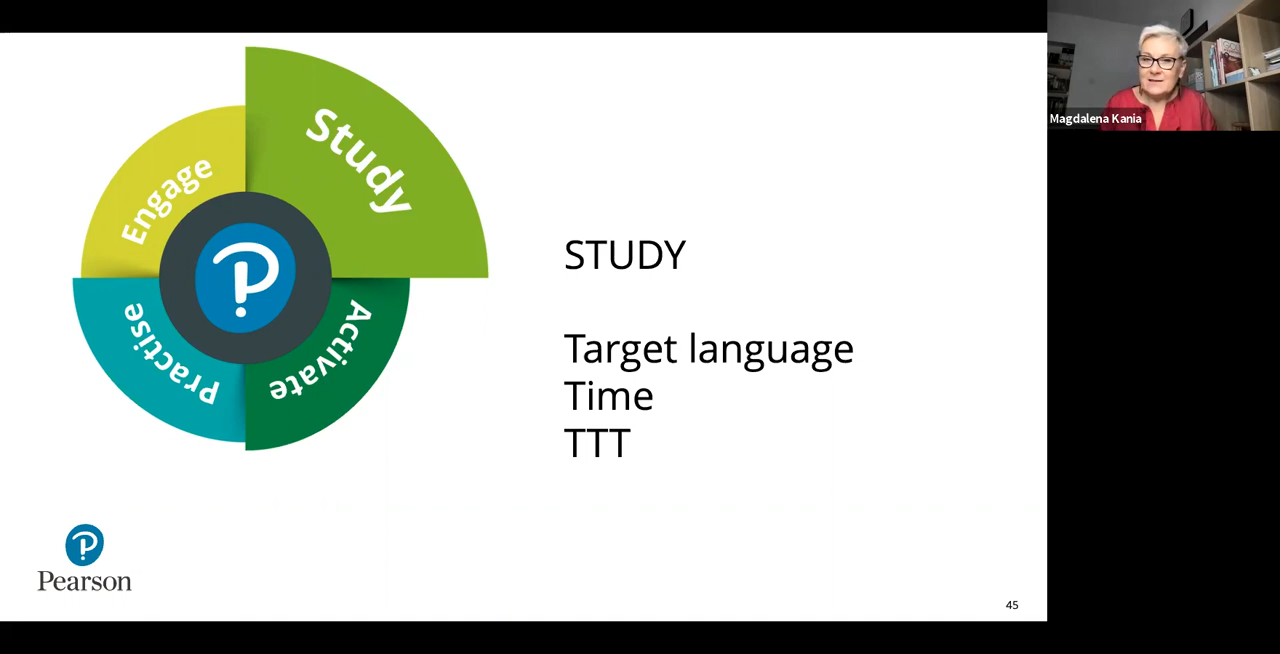 Study
Engage
Practise
Activate
STUDY
Target language
Time
TTT
Pearson
45
Magdalena Kania